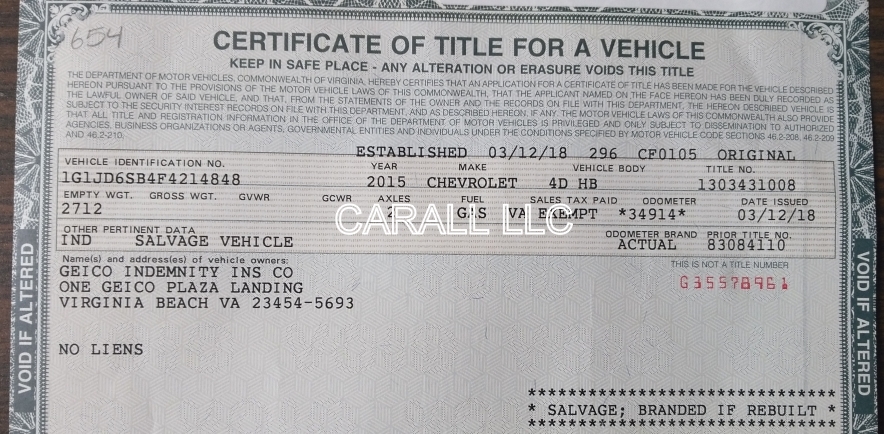 654
CERTIFICATE OF TITLE FOR A VEHICLE
KEEP IN SAFE PLACE - ANY ALTERATION OR ERASURE VOIDS THIS TITLE
THE DEPARTMENT OF MOTOR VEHICLES, COMMONWEALTH OF VIRGINIA, HEREBY CERTIFIES THAT AN APPLICATION FOR A CERTIFICATE OF TITLE HAS BEEN MADE FOR THE VEHICLE DESCRIBED
HEREON PURSUANT TO THE PROVISIONS OF THE MOTOR VEHICLE LAWS OF THIS COMMONWEALTH, THAT THE APPLICANT NAMED ON THE FACE HEREON HAS BEEN DULY RECORDED AS
THE LAWFUL OWNER OF SAID VEHICLE, AND THAT, FROM THE STATEMENTS OF THE OWNER AND THE RECORDS ON FILE WITH THIS DEPARTMENT, THE HEREON DESCRIBED VEHICLE IS
SUBJECT TO THE SECURITY INTEREST RECORDS ON FILE WITH THIS DEPARTMENT, AND AS DESCRIBED HEREON, IF ANY. THE MOTOR VEHICLE LAWS OF THIS COMMONWEALTH ALSO PROVIDE
THAT ALL TITLE AND REGISTRATION INFORMATION IN THE OFFICE OF THE DEPARTMENT OF MOTOR VEHICLES IS PRIVILEGED AND ONLY SUBJECT TO DISSEMINATION TO AUTHORIZED
AGENCIES, BUSINESS ORGANIZATIONS OR AGENTS, GOVERNMENTAL ENTITIES AND INDIVIDUALS UNDER THE CONDITIONS SPECIFIED BY MOTOR VEHICLE CODE SECTIONS 46.2-208, 46.2-209
AND 46.2-210.
ESTABLISHED 03/12/18 296 CF0105 ORIGINAL
VEHICLE IDENTIFICATION NO. YEAR MAKE VEHICLE BODY TITLE NO.
1G1JD6SB4F4214848 2015 CHEVROLET 4D HB 1303431008
EMPTY WGT. GROSS WGT. GVWR GCWR AXLES FUEL SALES TAX PAID ODOMETER DATE ISSUED
2712 2 GAS VA EXEMPT *34914* 03/12/18
CARALL LLC
OTHER PERTINENT DATA ODOMETER BRAND PRIOR TITLE NO.
IND SALVAGE VEHICLE ACTUAL 83084110
Name(s) and address(es) of vehicle owners: THIS IS NOT A TITLE NUMBER
GEICO INDEMNITY INS CO G35578961
ONE GEICO PLAZA LANDING
VIRGINIA BEACH VA 23454-5693
NO LIENS
*******************************
* SALVAGE; BRANDED IF REBUILT *
*******************************
VOID IF ALTERED
VOID IF ALTERED